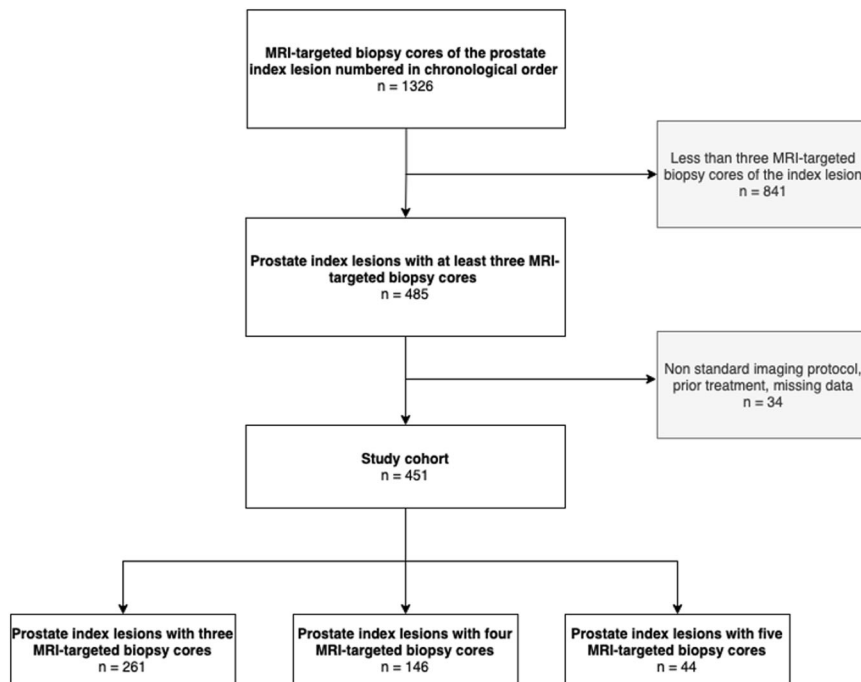 MRI-targeted biopsy cores of the prostate
index lesion numbered in chronological order
n = 1326
Less than three MRI-targeted
biopsy cores of the index lesion
n = 841
Prostate index lesions with at least three MRI-
targeted biopsy cores
n = 485
Non standard imaging protocol,
prior treatment, missing data
n = 34
Study cohort
n = 451
Prostate index lesions with three
MRI-targeted biopsy cores
n = 261
Prostate index lesions with four
MRI-targeted biopsy cores
n = 146
Prostate index lesions with five
MRI-targeted biopsy cores
n = 44